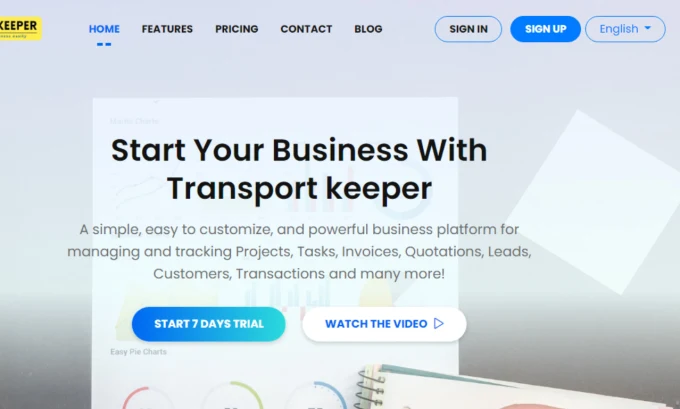 KEEPER
HOME FEATURES PRICING CONTACT BLOG SIGN IN SIGN UP English
Start Your Business With
Transport keeper
A simple, easy to customize, and powerful business platform for
managing and tracking Projects, Tasks, Invoices, Quotations, Leads,
Customers, Transactions and many more!
START 7 DAYS TRIAL WATCH THE VIDEO
Easy Pie Charts